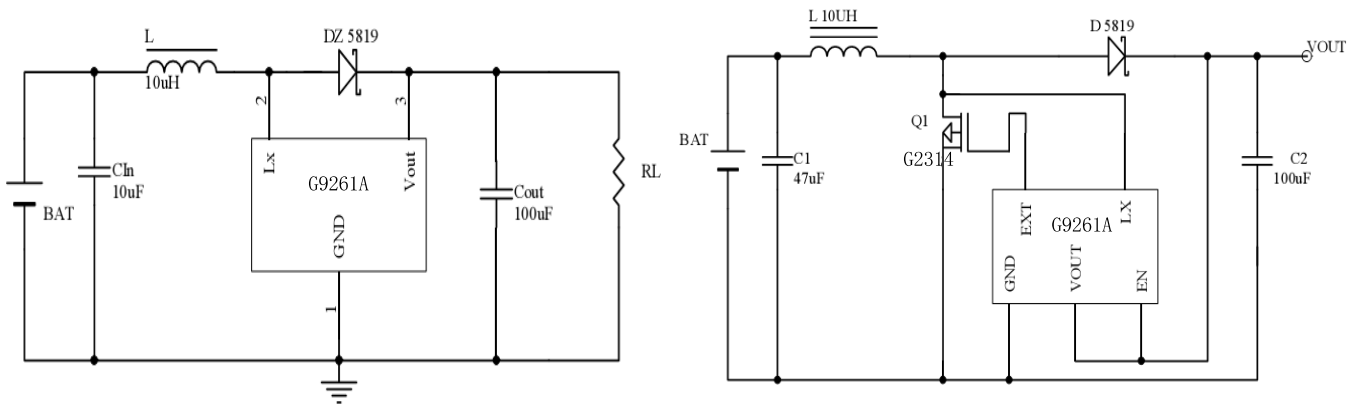 L
10uH
DZ 5819
2
3
Lx
Vout
G9261A
GND
1
CIn
10uF
BAT
Cout
100uF
RL
L 10UH
D 5819
VOUT
Q1
G2314
BAT
C1
47uF
C2
100uF
EXT
LX
G9261A
GND
VOUT
EN